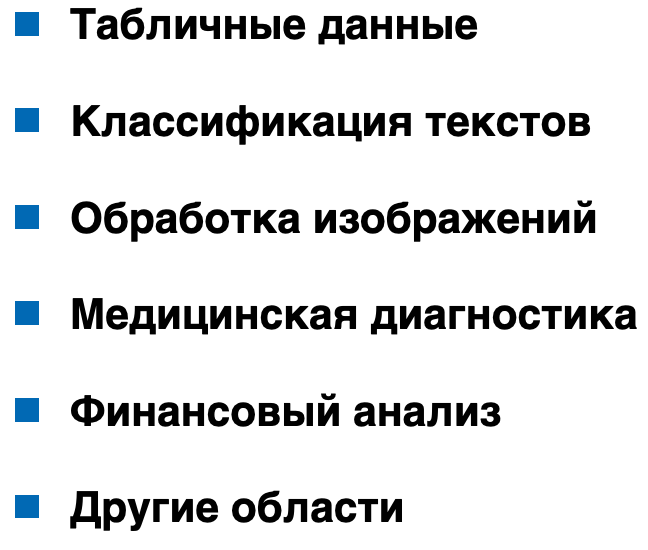 Табличные данные
Классификация текстов
Обработка изображений
Медицинская диагностика
Финансовый анализ
Другие области